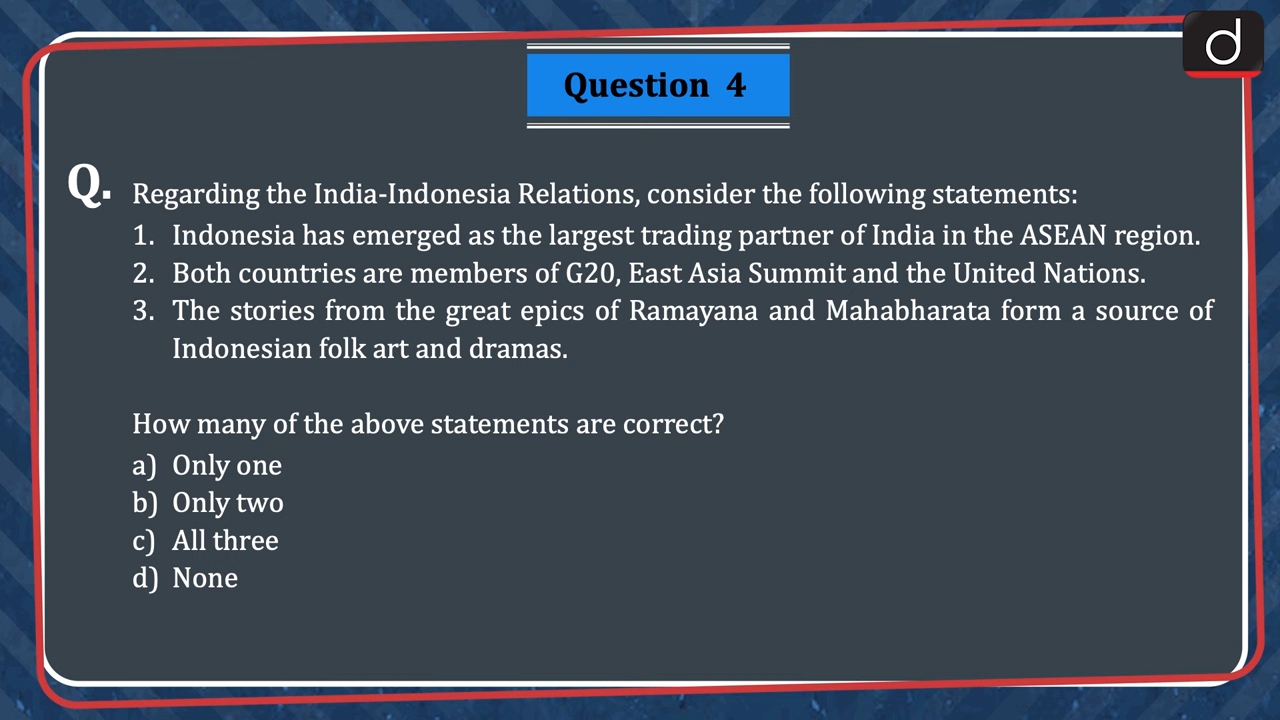 d
Question 4
Q. Regarding the India-Indonesia Relations, consider the following statements:
1. Indonesia has emerged as the largest trading partner of India in the ASEAN region.
2. Both countries are members of G20, East Asia Summit and the United Nations.
3. The stories from the great epics of Ramayana and Mahabharata form a source of
Indonesian folk art and dramas.
How many of the above statements are correct?
a) Only one
b) Only two
c) All three
d) None